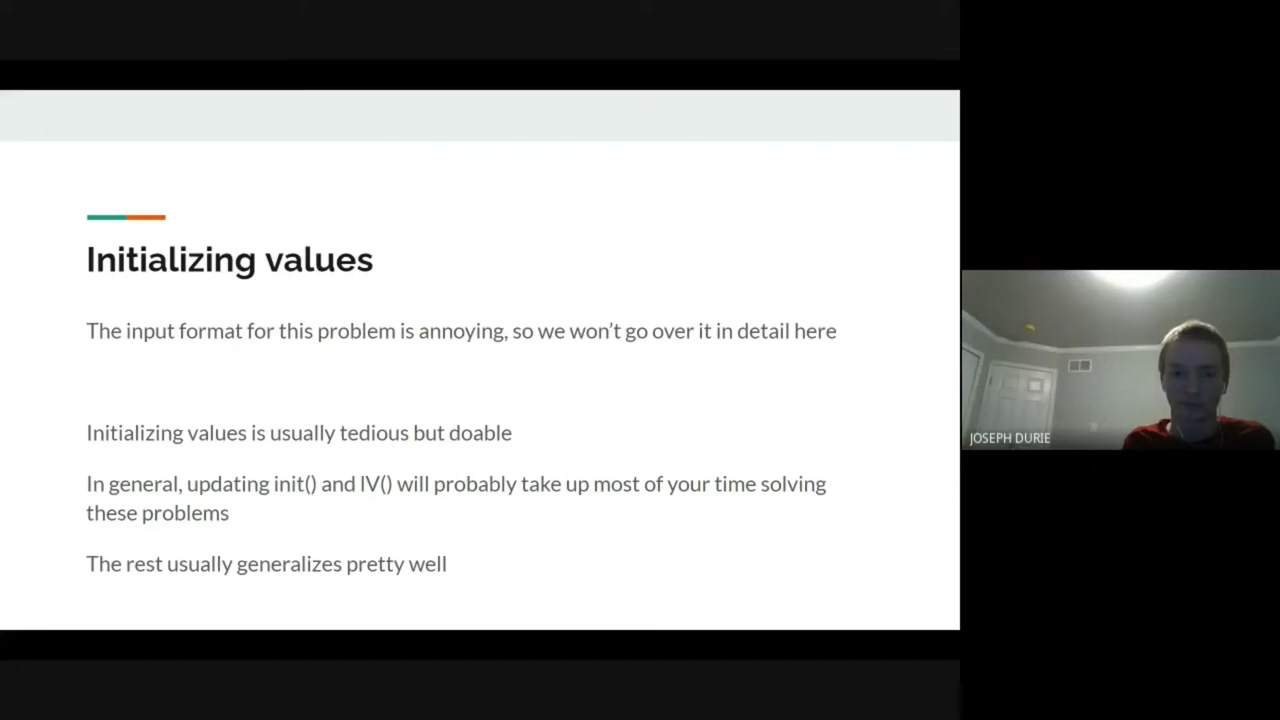 Initializing values
The input format for this problem is annoying, so we won't go over it in detail here
Initializing values is usually tedious but doable
In general, updating init() and IV() will probably take up most of your time solving
these problems
The rest usually generalizes pretty well
JOSEPH DURIE